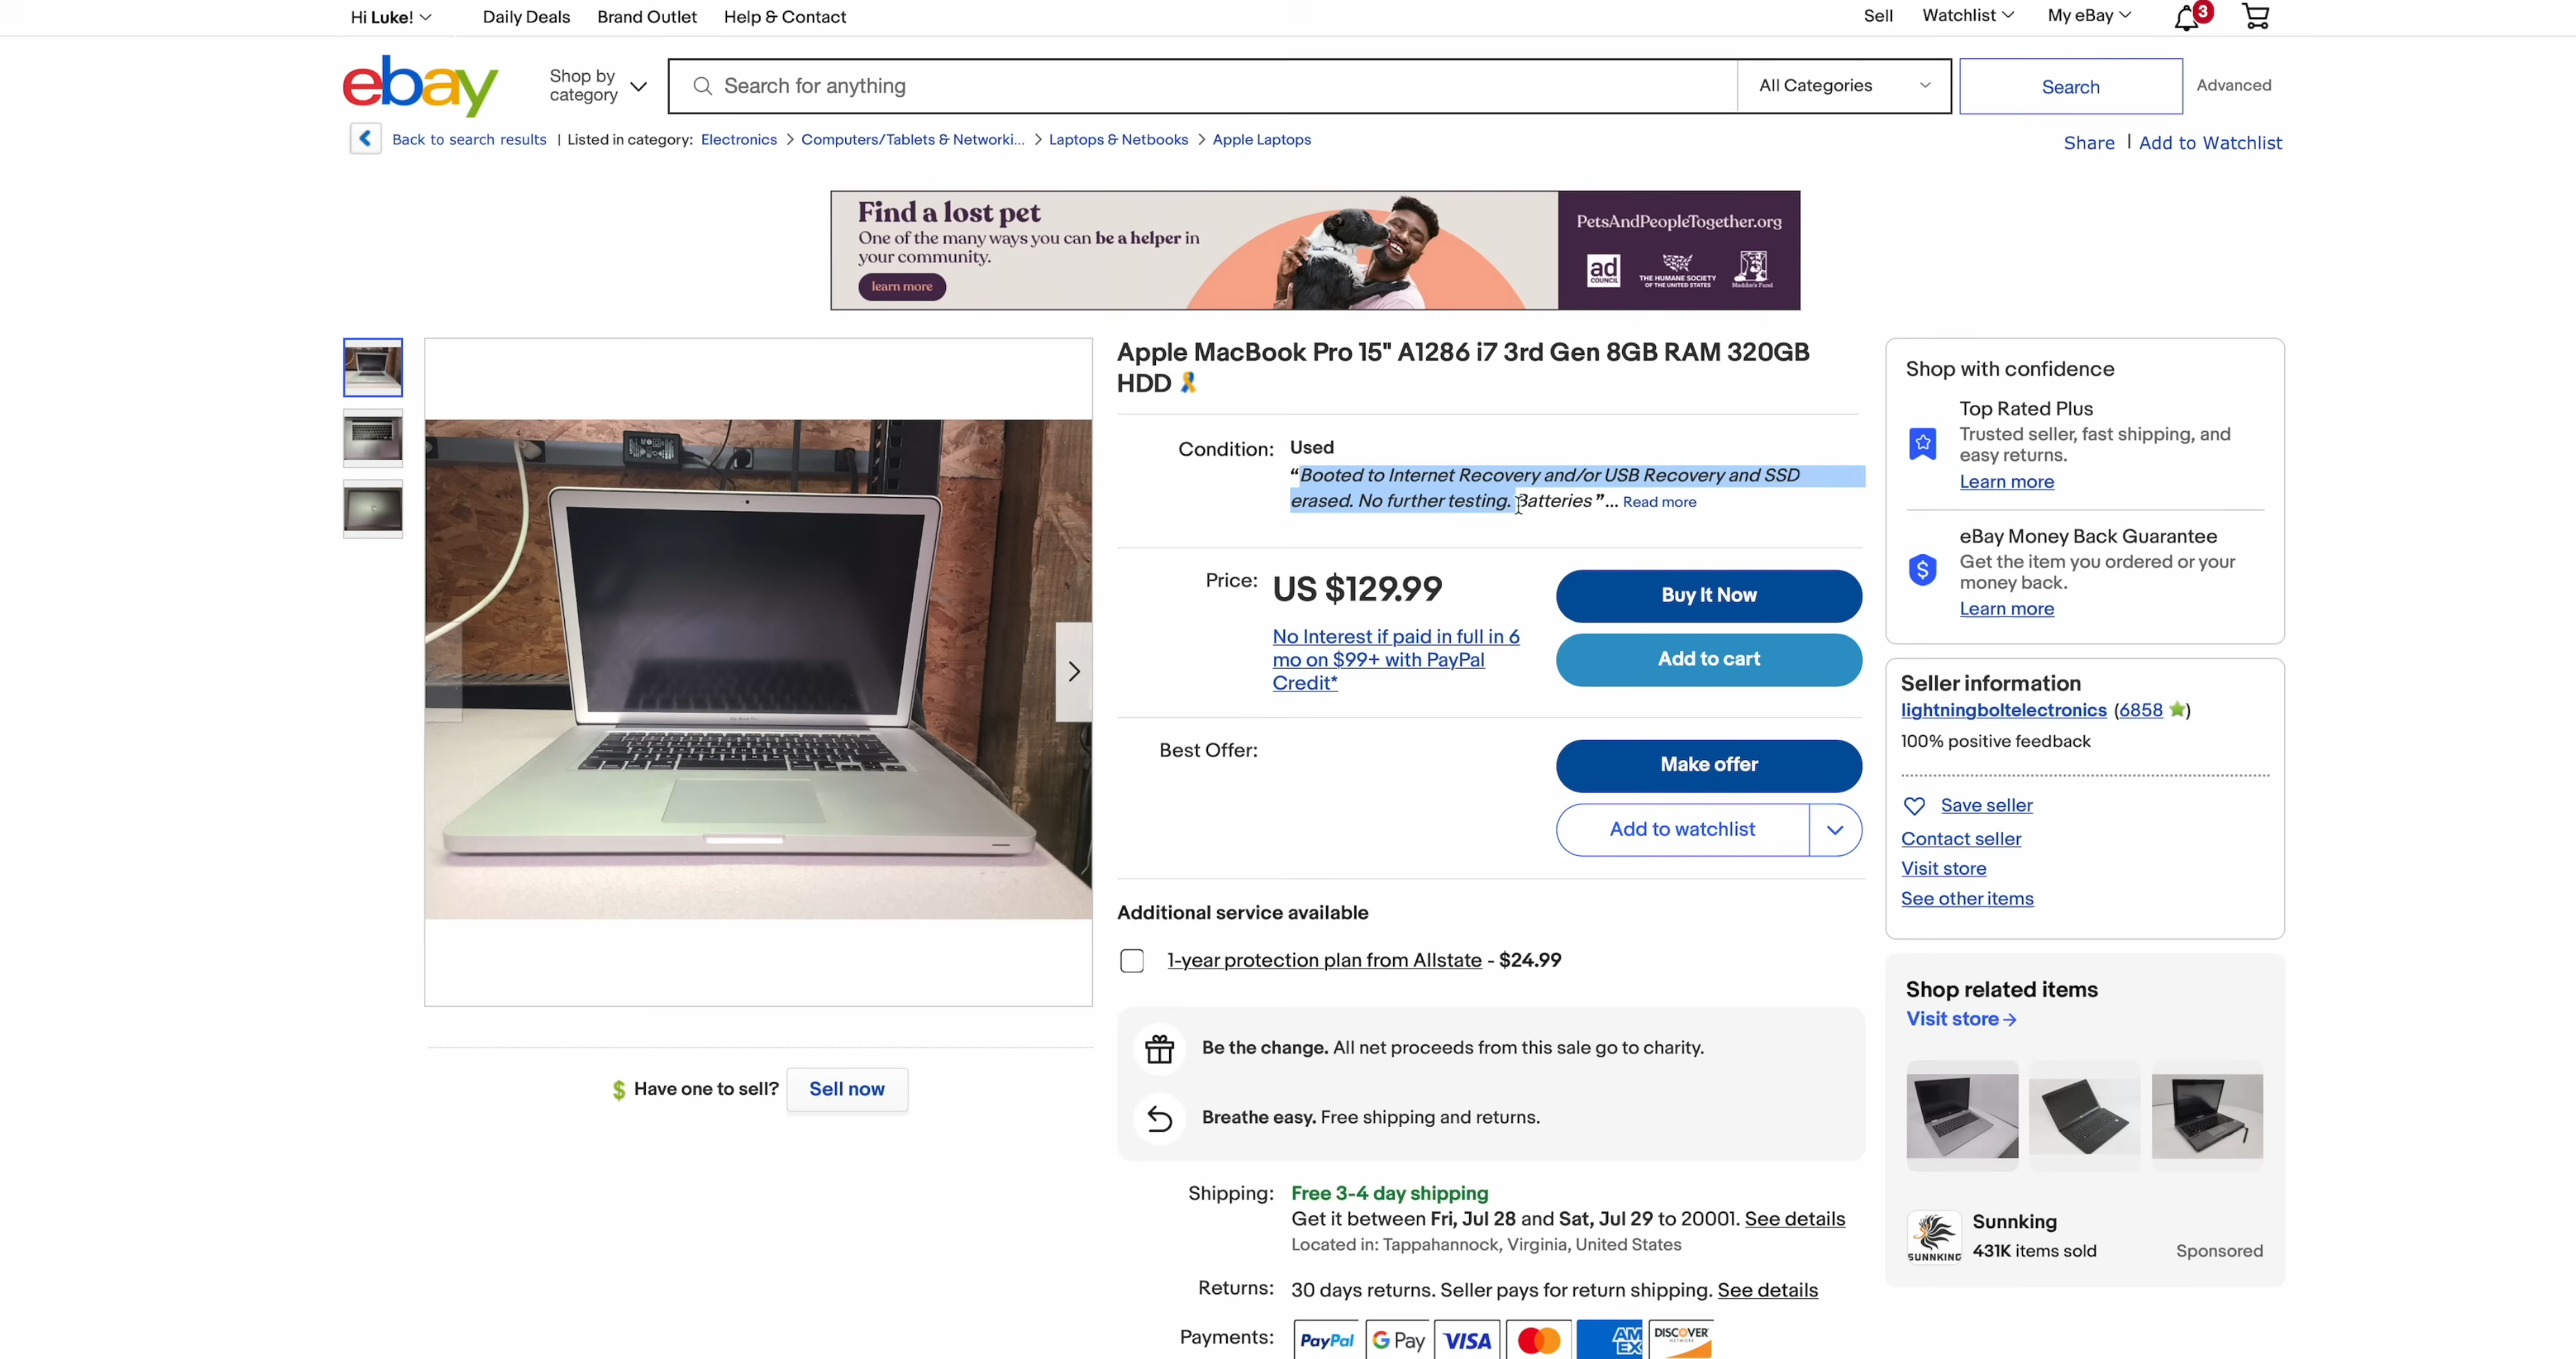 Hi Luke!
Daily Deals
Brand Outlet
Help & Contact
Sell
Watchlist
My eBay
3
ebay
Shop by
category
Search for anything
All Categories
Search
Advanced
Back to search results | Listed in category: Electronics > Computers/Tablets & Networki... > Laptops & Netbooks > Apple Laptops
Share | Add to Watchlist
Find a lost pet
One of the many ways you can be a helper in
your community.
learn more
PetsAndPeopleTogether.org
ad
COUNCIL
THE HUMANE SOCIETY
OF THE UNITED STATES
Maddie's Fund
Apple MacBook Pro 15" A1286 i7 3rd Gen 8GB RAM 320GB
HDD
Condition:
Used
“Booted to Internet Recovery and/or USB Recovery and SSD
erased. No further testing. Batteries ”... Read more
Price:
US $129.99
No Interest if paid in full in 6
mo on $99+ with PayPal
Credit*
Buy It Now
Add to cart
Best Offer:
Make offer
Add to watchlist
Additional service available
1-year protection plan from Allstate - $24.99
Be the change. All net proceeds from this sale go to charity.
Breathe easy. Free shipping and returns.
Shipping:
Free 3-4 day shipping
Get it between Fri, Jul 28 and Sat, Jul 29 to 20001. See details
Located in: Tappahannock, Virginia, United States
Returns:
30 days returns. Seller pays for return shipping. See details
Payments:
PayPal
G Pay
VISA
AM
EX
DISCOVER
Have one to sell?
Sell now
Shop with confidence
Top Rated Plus
Trusted seller, fast shipping, and
easy returns.
Learn more
eBay Money Back Guarantee
Get the item you ordered or your
money back.
Learn more
Seller information
lightningboltelectronics (6858)
100% positive feedback
Save seller
Contact seller
Visit store
See other items
Shop related items
Visit store
SUNNKING
Sunnking
431K items sold
Sponsored